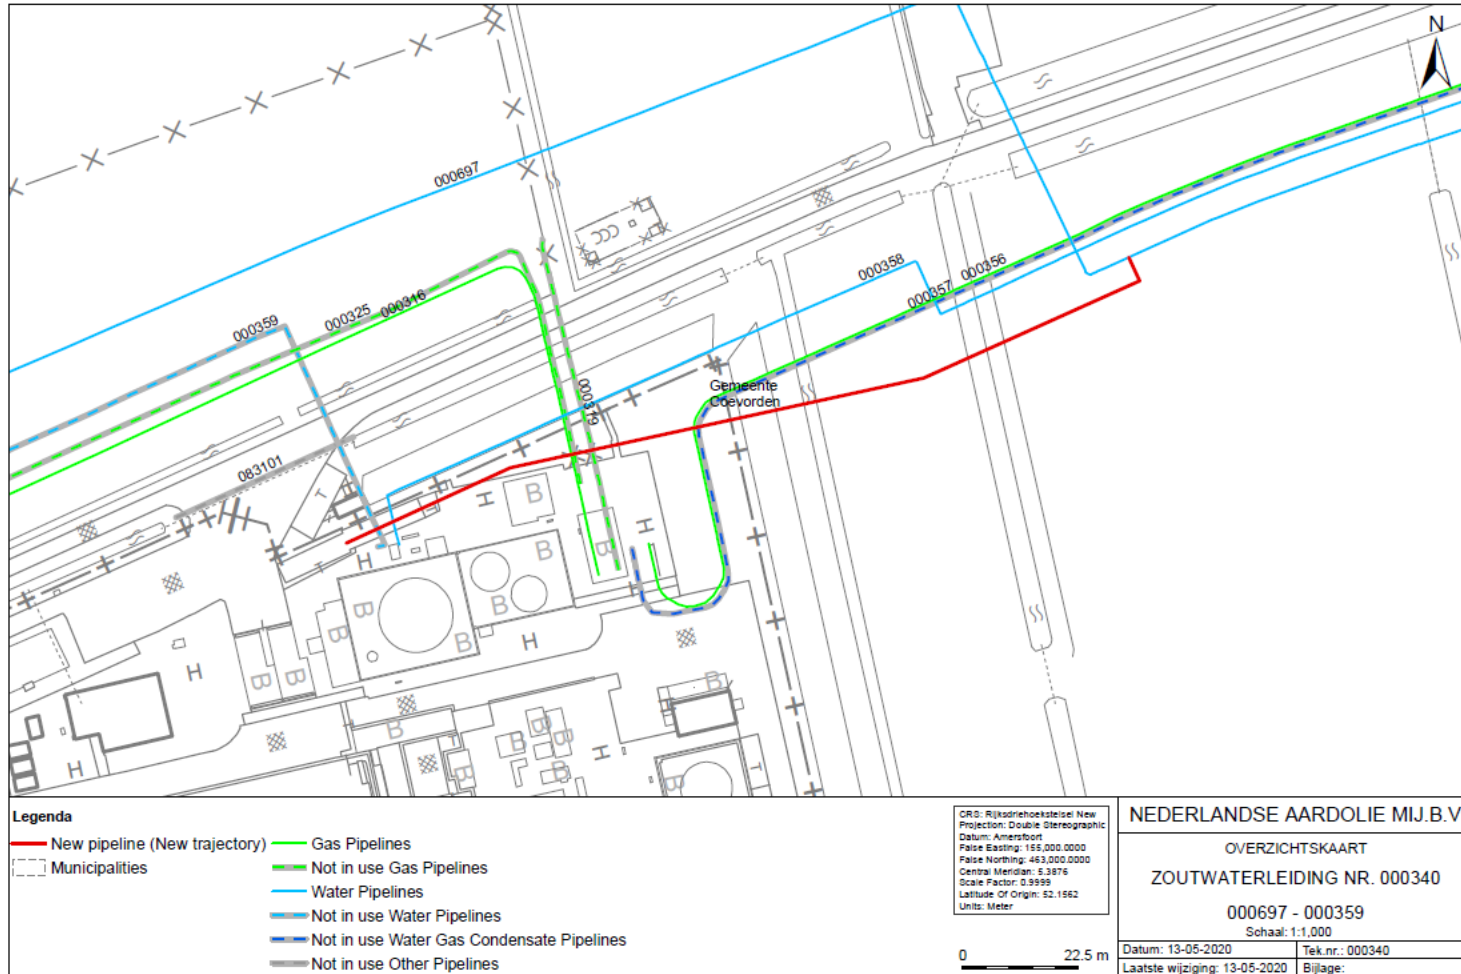 N
000697
000358
000356
000357
000359
000325
000316
000319
Gemeente
Coevorden
083101
T
H
B
H
B
H
T
H
B
B
B
B
B
H
H
B
B
B
H
B
B
B
B
H
B
B
T
H
Legenda
New pipeline (New trajectory)
Municipalities
Gas Pipelines
Not in use Gas Pipelines
Water Pipelines
Not in use Water Pipelines
Not in use Water Gas Condensate Pipelines
Not in use Other Pipelines
CRS: Rijksdriehoekstelsel New
Projection: Double Stereographic
Datum: Amersfoort
False Easting: 155,000.0000
False Northing: 463,000.0000
Central Meridian: 5.3876
Scale Factor: 0.9999
Latitude Of Origin: 52.1562
Units: Meter
0 22.5 m
NEDERLANDSE AARDOLIE MIJ.B.V
OVERZICHTSKAART
ZOUTWATERLEIDING NR. 000340
000697 - 000359
Schaal: 1:1,000
Datum: 13-05-2020
Tek.nr.: 000340
Laatste wijziging: 13-05-2020
Bijlage: